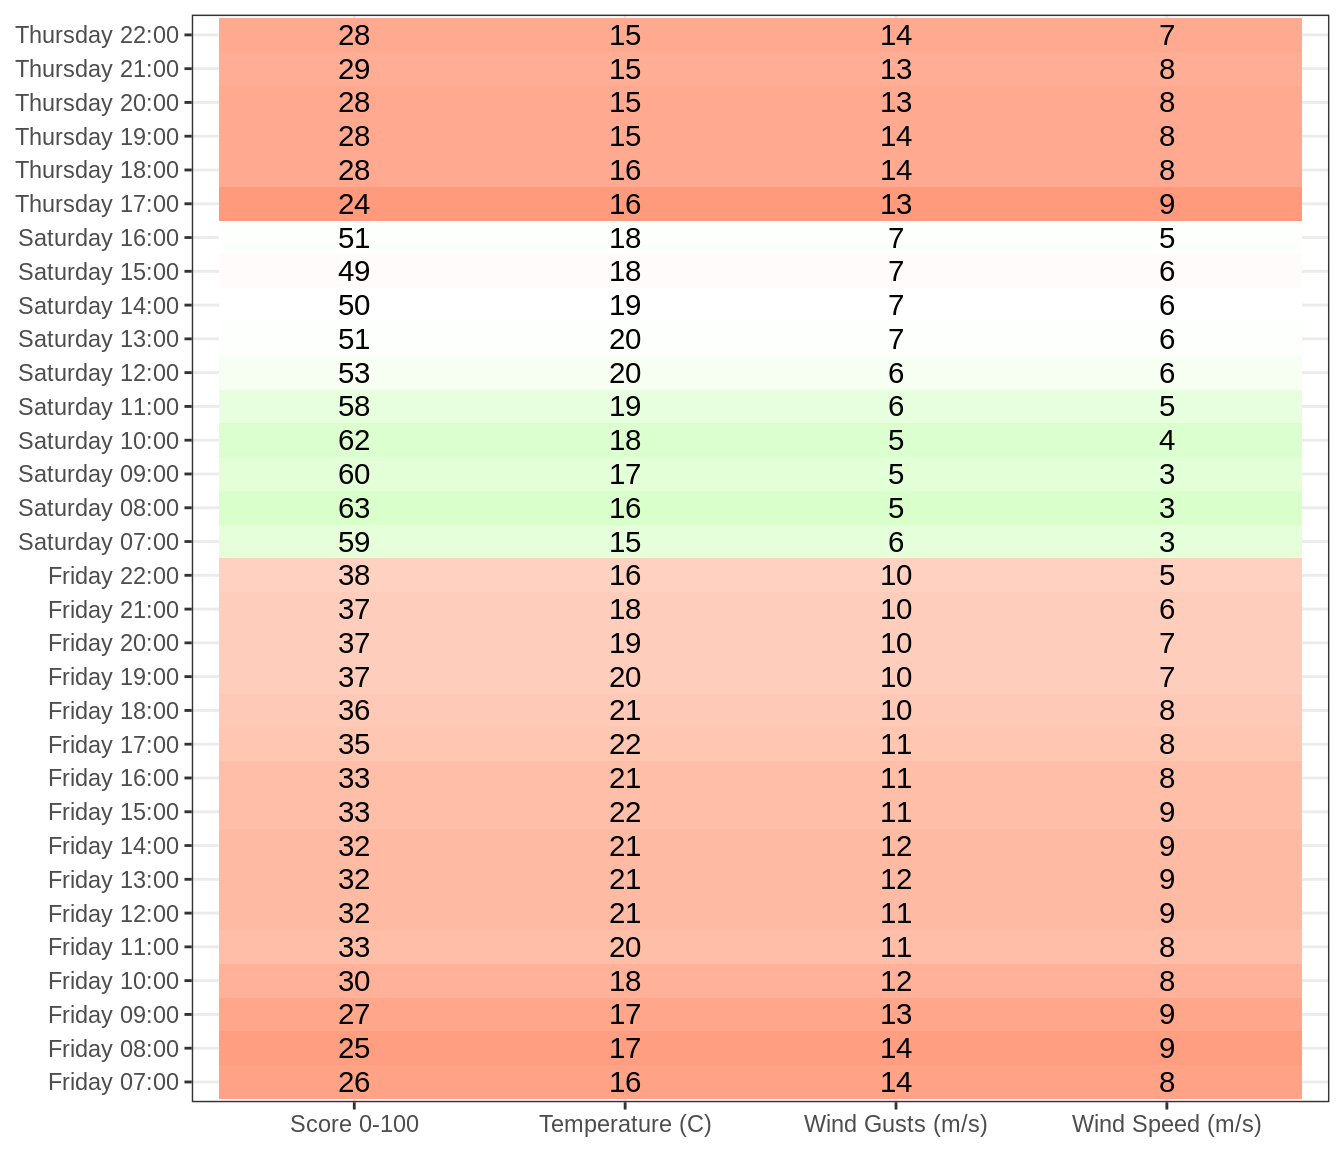 Thursday 22:00 28 15 14 7
Thursday 21:00 29 15 13 8
Thursday 20:00 28 15 13 8
Thursday 19:00 28 15 14 8
Thursday 18:00 28 16 14 8
Thursday 17:00 24 16 13 9
Saturday 16:00 51 18 7 5
Saturday 15:00 49 18 7 6
Saturday 14:00 50 19 7 6
Saturday 13:00 51 20 7 6
Saturday 12:00 53 20 6 6
Saturday 11:00 58 19 6 5
Saturday 10:00 62 18 5 4
Saturday 09:00 60 17 5 3
Saturday 08:00 63 16 5 3
Saturday 07:00 59 15 6 3
Friday 22:00 38 16 10 5
Friday 21:00 37 18 10 6
Friday 20:00 37 19 10 7
Friday 19:00 37 20 10 7
Friday 18:00 36 21 10 8
Friday 17:00 35 22 11 8
Friday 16:00 33 21 11 8
Friday 15:00 33 22 11 9
Friday 14:00 32 21 12 9
Friday 13:00 32 21 12 9
Friday 12:00 32 21 11 9
Friday 11:00 33 20 11 8
Friday 10:00 30 18 12 8
Friday 09:00 27 17 13 9
Friday 08:00 25 17 14 9
Friday 07:00 26 16 14 8
Score 0-100 Temperature (C) Wind Gusts (m/s) Wind Speed (m/s)